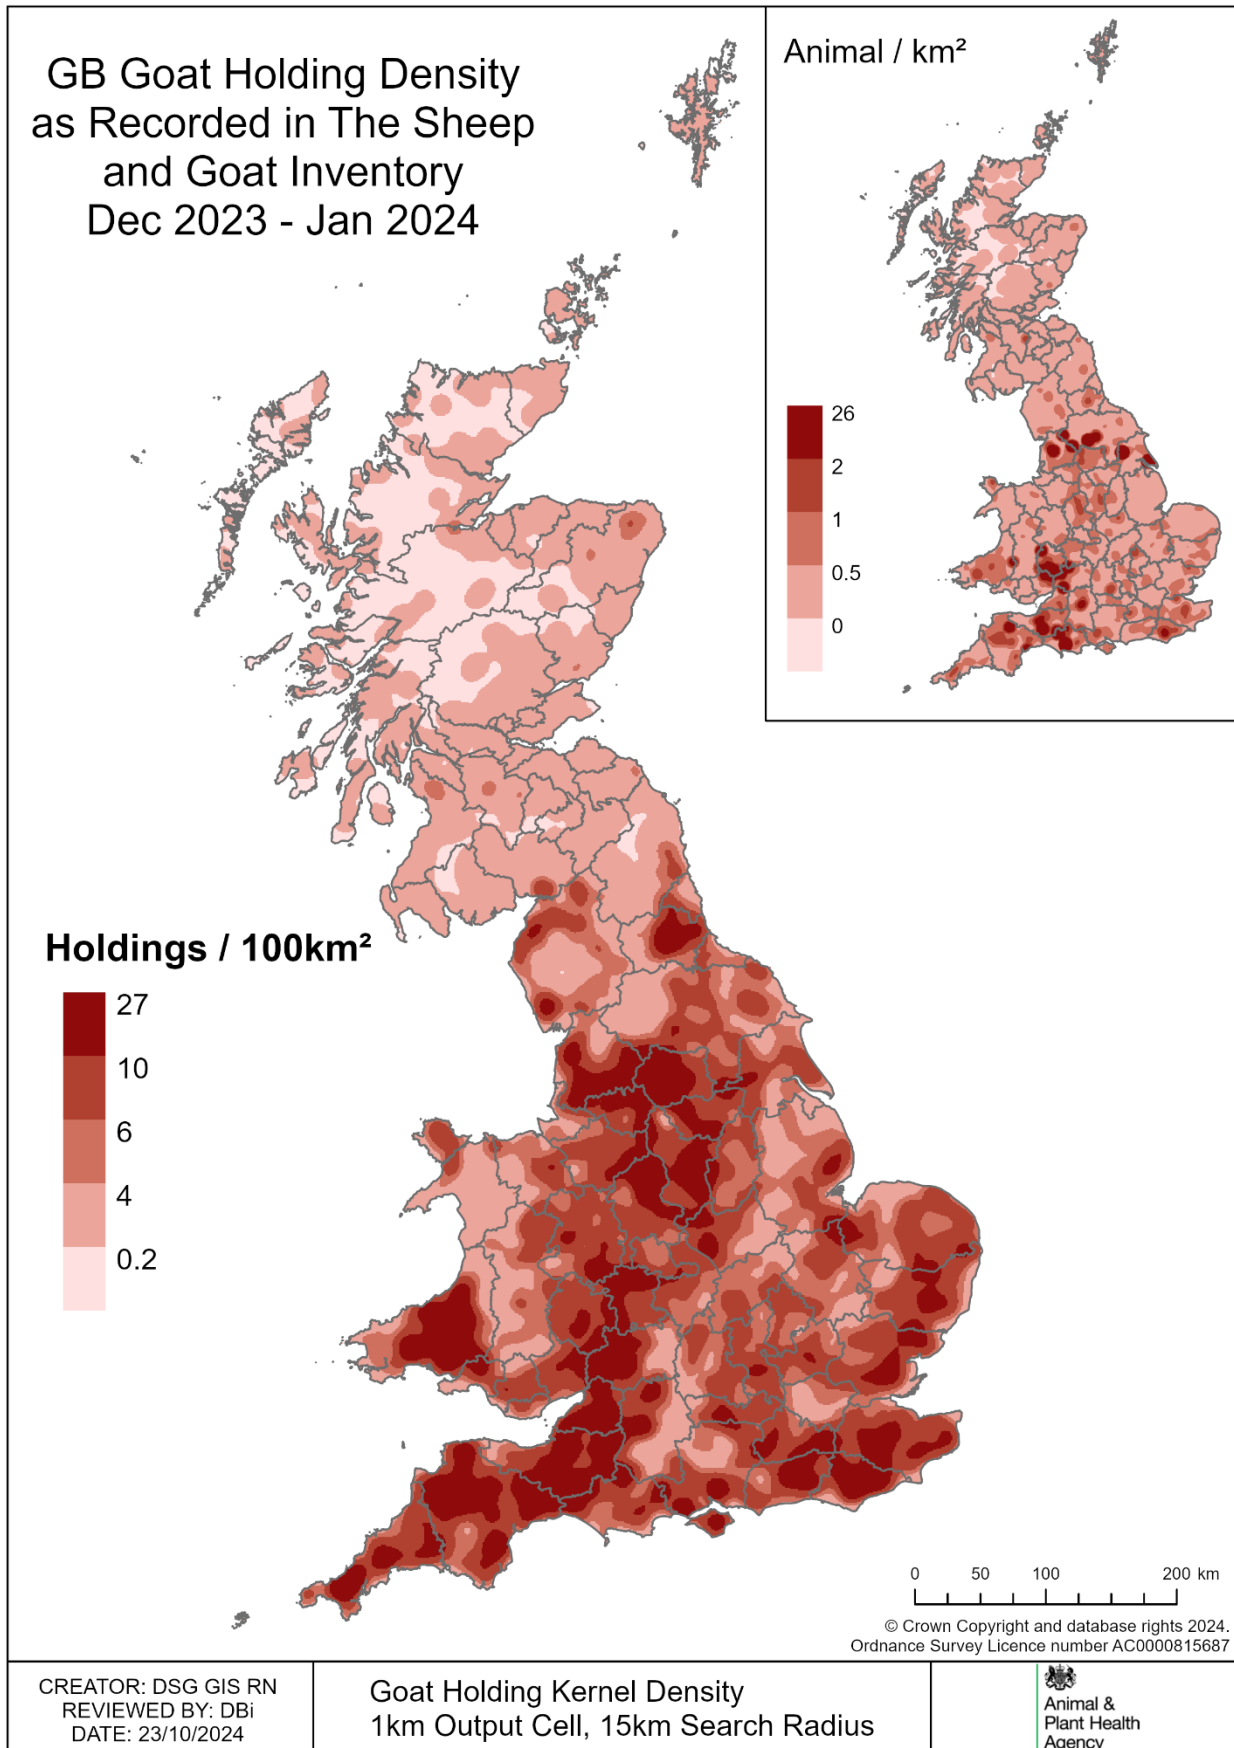 GB Goat Holding Density
as Recorded in The Sheep
and Goat Inventory
Dec 2023 - Jan 2024
Animal / km²
26
2
1
0.5
0
Holdings / 100km²
27
10
6
4
0.2
0 50 100 200 km
© Crown Copyright and database rights 2024.
Ordnance Survey Licence number AC0000815687
CREATOR: DSG GIS RN
REVIEWED BY: DBi
DATE: 23/10/2024
Goat Holding Kernel Density
1km Output Cell, 15km Search Radius
Animal &
Plant Health
Agency